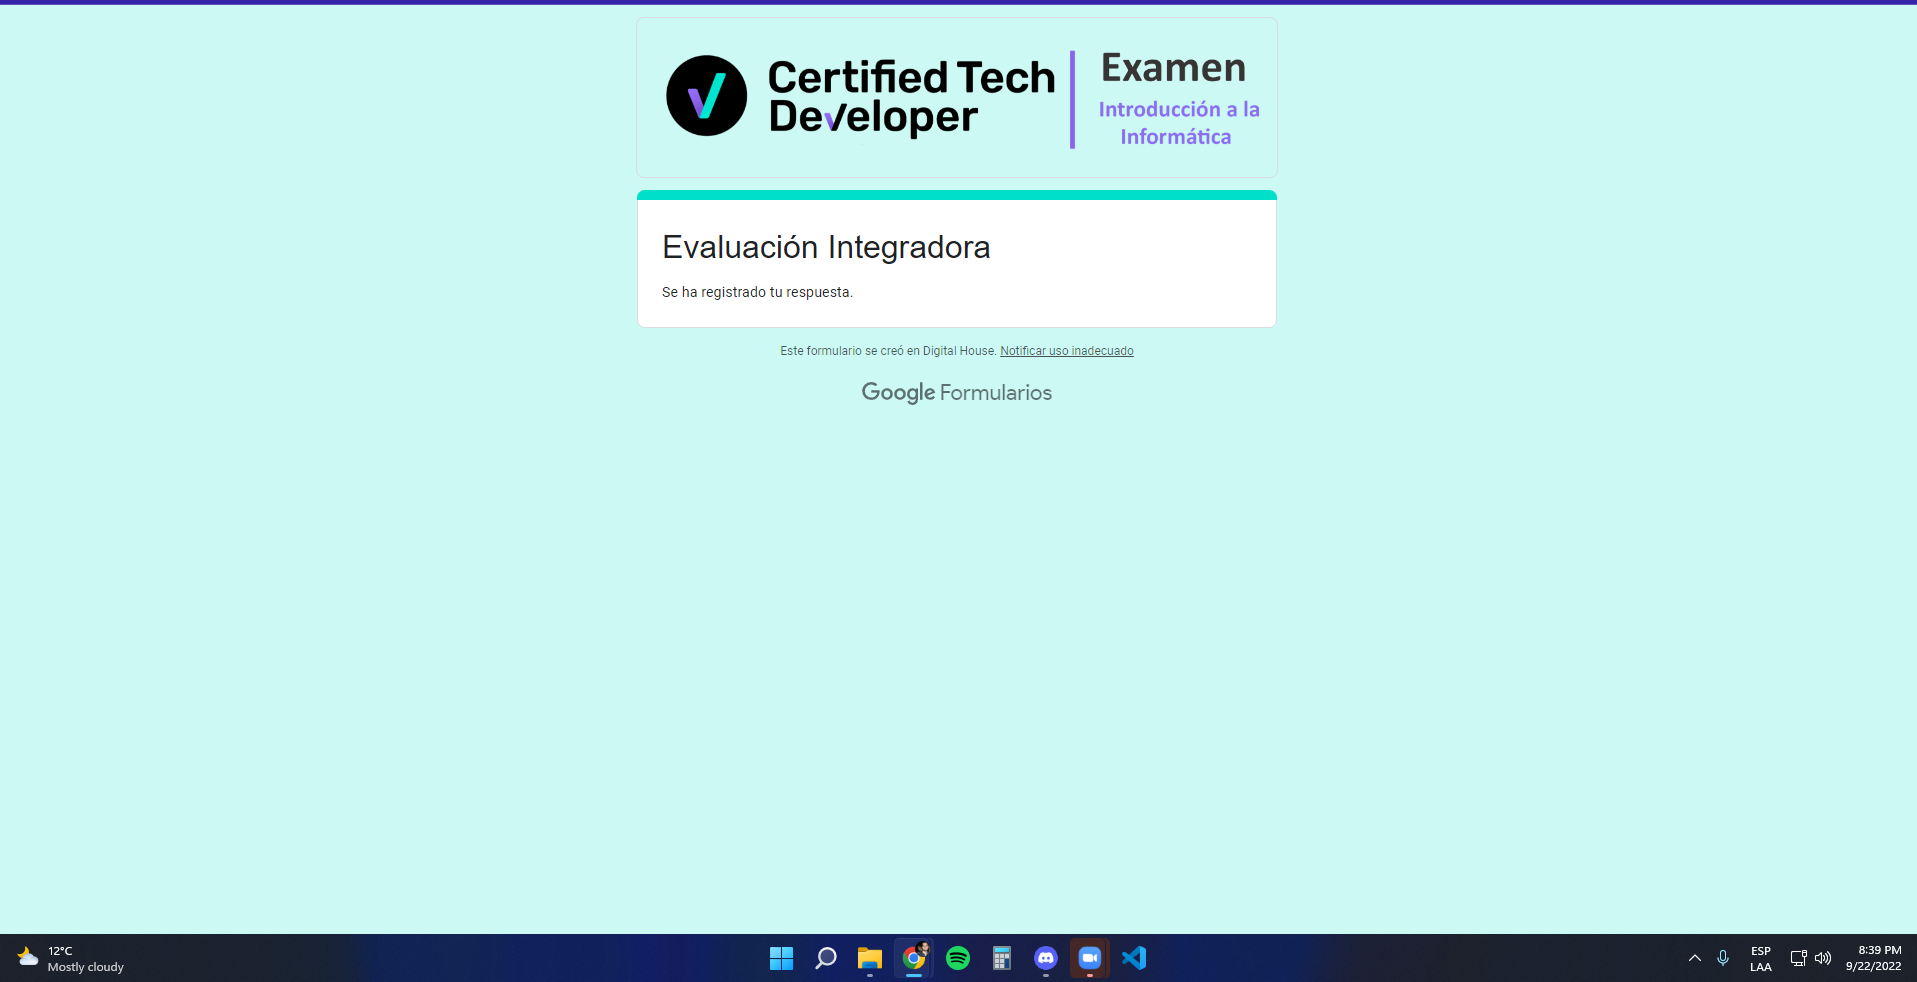 Certified Tech
Developer
Examen
Introducción a la
Informática
Evaluación Integradora
Se ha registrado tu respuesta.
Este formulario se creó en Digital House. Notificar uso inadecuado
Google Formularios
12°C
Mostly cloudy
ESP
LAA
8:39 PM
9/22/2022